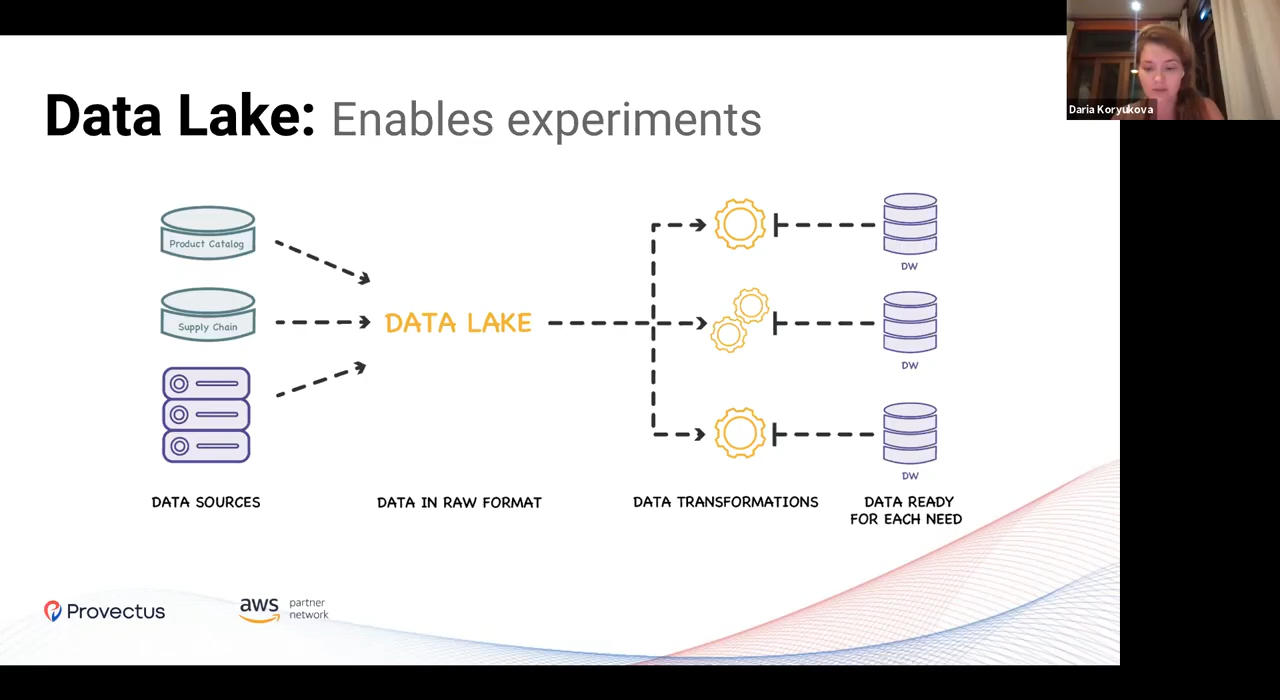 Daria Koryukova
Data Lake: Enables experiments
Product Catalog
Supply Chain
DATA LAKE
DW
DW
DW
DATA SOURCES
DATA IN RAW FORMAT
DATA TRANSFORMATIONS
DATA READY
FOR EACH NEED
Provectus
aws
partner
network